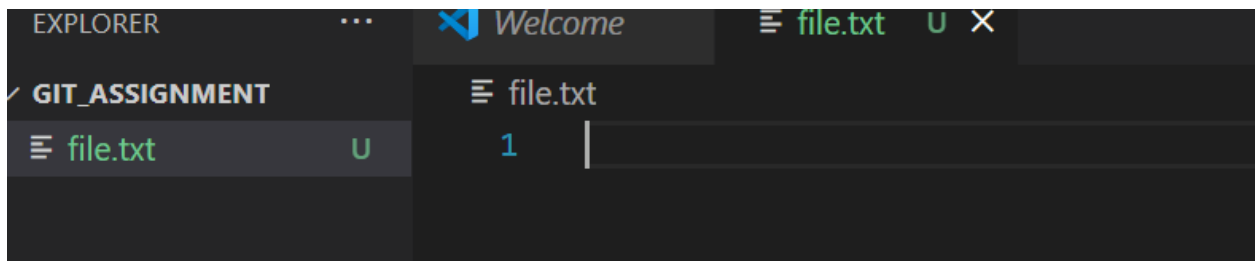 EXPLORER ··· Welcome file.txt U
GIT_ASSIGNMENT file.txt
file.txt U 1